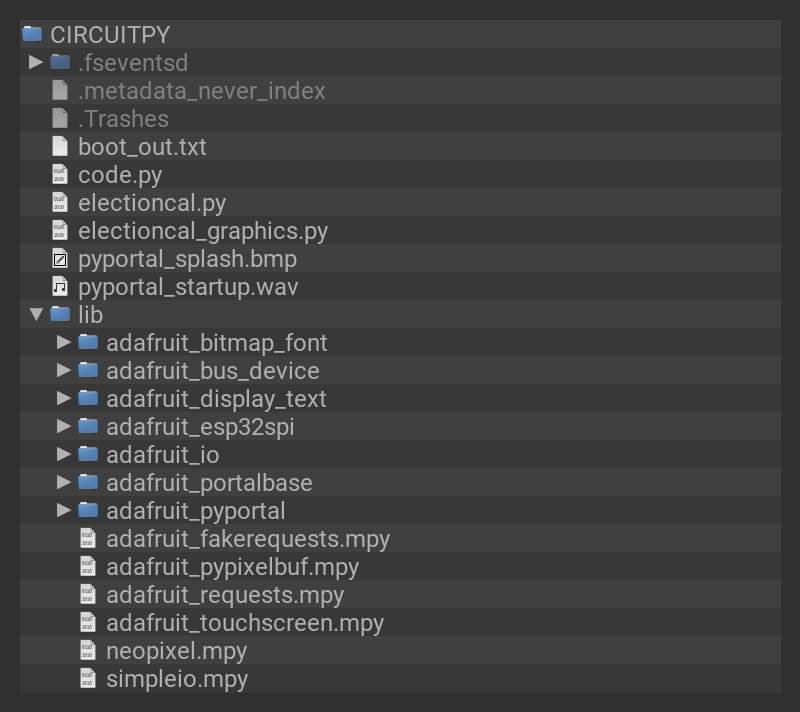 CIRCUITPY
.fseventsd
.metadata_never_index
.Trashes
boot_out.txt
code.py
electioncal.py
electioncal_graphics.py
pyportal_splash.bmp
pyportal_startup.wav
lib
adafruit_bitmap_font
adafruit_bus_device
adafruit_display_text
adafruit_esp32spi
adafruit_io
adafruit_portalbase
adafruit_pyportal
adafruit_fakerequests.mpy
adafruit_pypixelbuf.mpy
adafruit_requests.mpy
adafruit_touchscreen.mpy
neopixel.mpy
simpleio.mpy